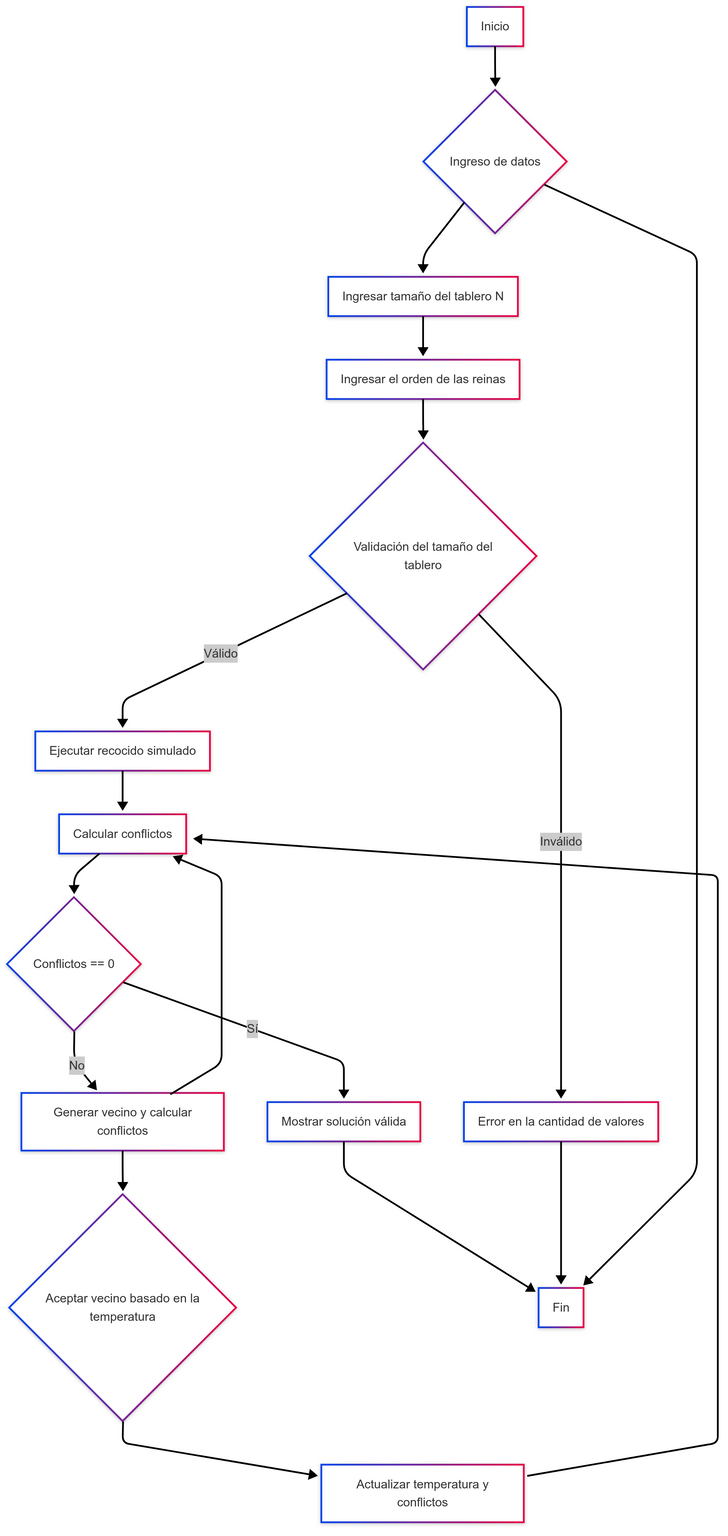 Inicio
Ingreso de datos
Ingresar tamaño del tablero N
Ingresar el orden de las reinas
Validación del tamaño del
tablero
Válido
Ejecutar recocido simulado
Calcular conflictos
Inválido
Conflictos == 0
Sí
No
Generar vecino y calcular
conflictos
Mostrar solución válida
Error en la cantidad de valores
Aceptar vecino basado en la
temperatura
Fin
Actualizar temperatura y
conflictos